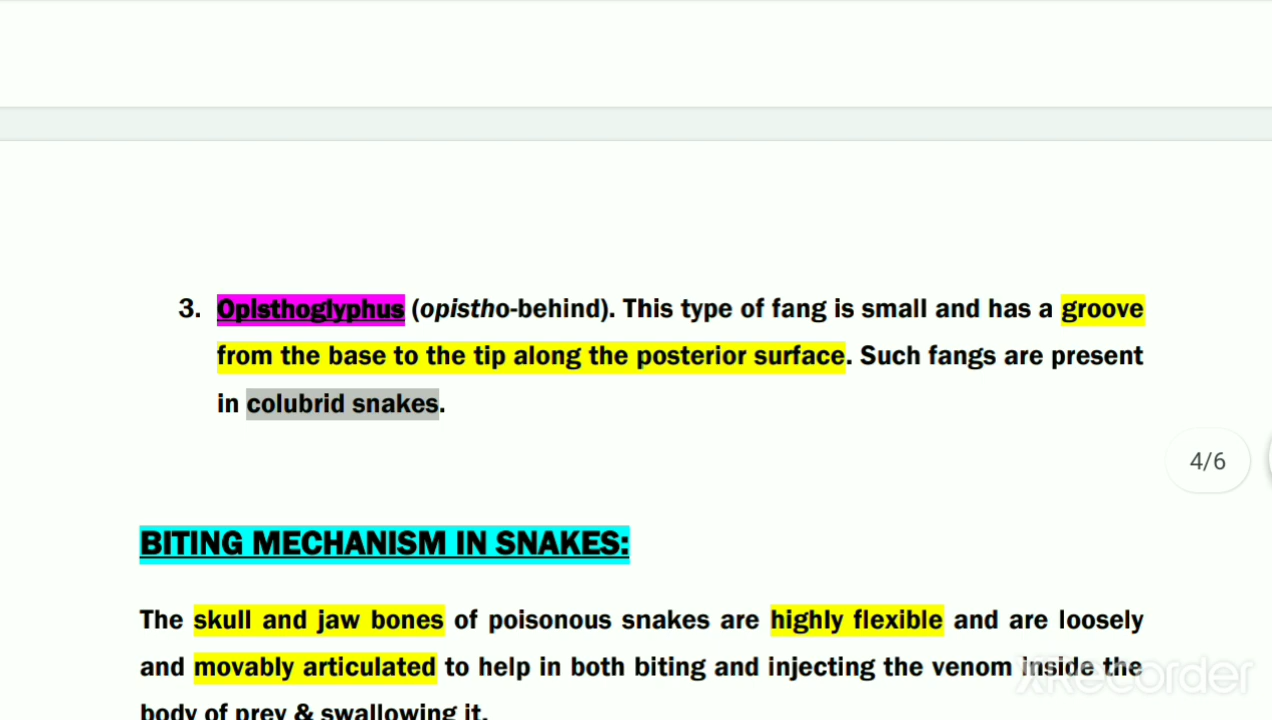 3. Opisthoglyphus (opistho-behind). This type of fang is small and has a groove
from the base to the tip along the posterior surface. Such fangs are present
in colubrid snakes.
4/6
BITING MECHANISM IN SNAKES:
The skull and jaw bones of poisonous snakes are highly flexible and are loosely
and movably articulated to help in both biting and injecting the venom inside the
body of prey & swallowing it.
XRecorder